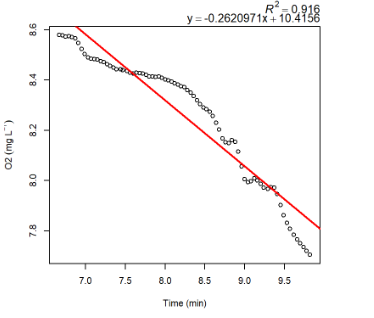 R² = 0.916
y = -0.2620971x + 10.4156
8.6
8.4
8.2
8.0
7.8
O2 (mg L⁻¹)
7.0 7.5 8.0 8.5 9.0 9.5
Time (min)